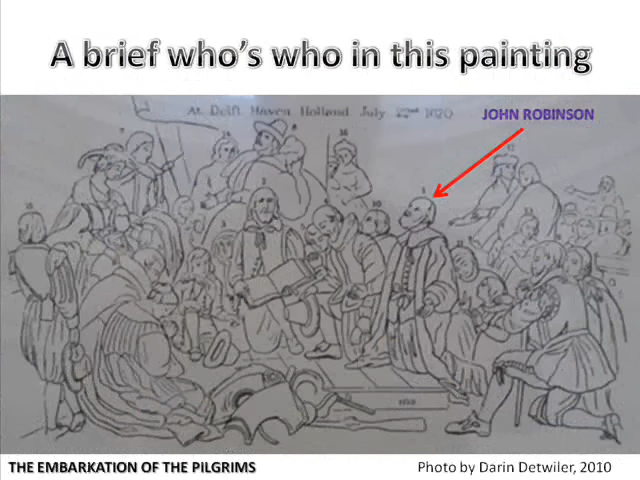 A brief who's who in this painting
At Delft Haven Holland July 22nd 1620
JOHN ROBINSON
THE EMBARKATION OF THE PILGRIMS
Photo by Darin Detwiler, 2010